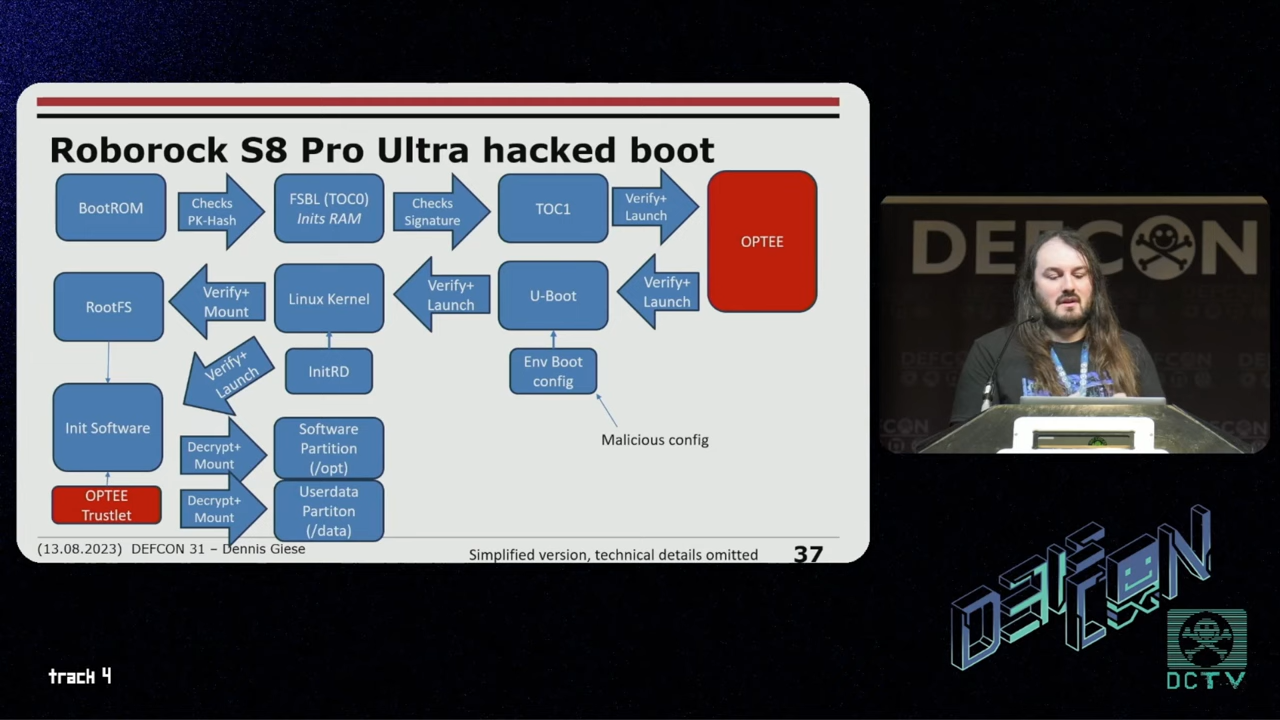 Roborock S8 Pro Ultra hacked boot
BootROM
Checks
PK-Hash
FSBL (TOC0)
Inits RAM
Checks
Signature
TOC1
Verify+
Launch
OPTEE
RootFS
Verify+
Mount
Linux Kernel
Verify+
Launch
U-Boot
Verify+
Launch
Verify+
Launch
InitRD
Env Boot
config
Malicious config
Init Software
Decrypt+
Mount
Software
Partition
(/opt)
OPTEE
Trustlet
Decrypt+
Mount
Userdata
Partiton
(/data)
(13.08.2023) DEFCON 31 – Dennis Giese
Simplified version, technical details omitted
37
DEFCON
DEFCON
DCTV
track 4